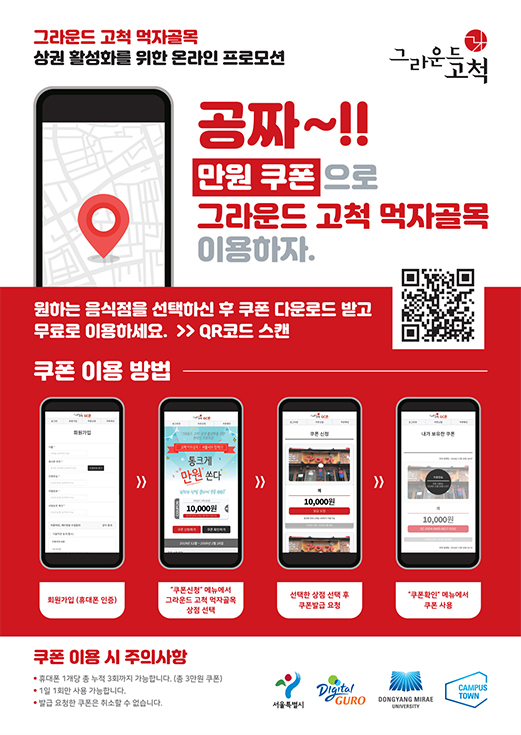 그라운드 고척 먹자골목
상권 활성화를 위한 온라인 프로모션
그라운드
고척
공짜~!!
만원 쿠폰 으로
그라운드 고척 먹자골목
이용하자.
원하는 음식점을 선택하신 후 쿠폰 다운로드 받고
무료로 이용하세요. >> QR코드 스캔
쿠폰 이용 방법
회원가입
통크게
만원 쏜다
10,000원
쿠폰 신청
10,000원
내가 보유한 쿠폰
10,000원
»
»
»
회원가입 (휴대폰 인증)
"쿠폰신청" 메뉴에서
그라운드 고척 먹자골목
상점 선택
선택한 상점 선택 후
쿠폰발급 요청
"쿠폰확인" 메뉴에서
쿠폰 사용
쿠폰 이용 시 주의사항
• 휴대폰 1개당 총 누적 3회까지 가능합니다. (총 3만원 쿠폰)
• 1일 1회만 사용 가능합니다.
• 발급 요청한 쿠폰은 취소할 수 없습니다.
서울특별시
Digital
GURO
DONGYANG MIRAE
UNIVERSITY
CAMPUS
TOWN